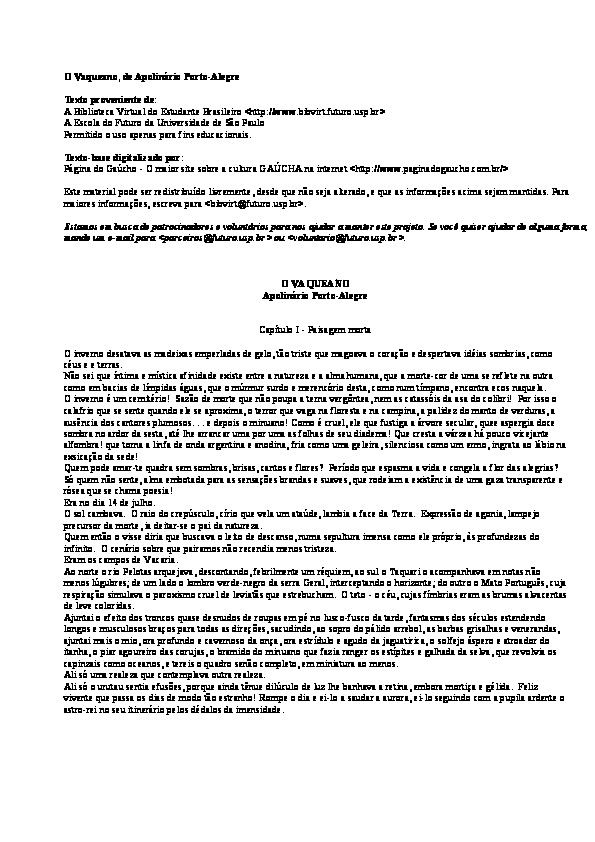 O Vaqueano, de Apolinário Porto-Alegre
Texto proveniente de:
A Biblioteca Virtual do Estudante Brasileiro <http://www.bibvirt.futuro.usp.br>
A Escola do Futuro da Universidade de São Paulo
Permitido o uso apenas para fins educacionais.
Texto-base digitalizado por:
Página do Gaúcho - O maior site sobre a cultura GAÚCHA na internet <http://www.paginadogaucho.com.br/>
Este material pode ser redistribuído livremente, desde que não seja alterado, e que as informações acima sejam mantidas. Para
maiores informações, escreva para <bibvirt@futuro.usp.br>.
Estamos em busca de patrocinadores e voluntários para nos ajudar a manter este projeto. Se você quiser ajudar de alguma forma,
mande um e-mail para <parceiros@futuro.usp.br> ou <voluntario@futuro.usp.br>.
O VAQUEANO
Apolinário Porto-Alegre
Capítulo I - Paisagem morta
O inverno desatava as madeixas emperladas de gelo, tão triste que magoava o coração e despertava idéias sombrias, como
céus e e terras.
Não sei que íntima e mística afinidade existe entre a natureza e a alma humana, que a morte-cor de uma se reflete na outra
como em bacias de límpidas águas, que o múrmur surdo e merencório desta, como num tímpano, encontra ecos naquela.
O inverno é um cemitério! Sazão de morte que não poupa a tenra vergôntea, nem as catassóis da asa do colibri! Por isso o
calafrio que se sente quando ele se aproxima, o terror que vaga na floresta e na campina, a palidez do manto de verduras, a
ausência dos cantores plumosos. . . e depois o minuano! Como é cruel, ele que fustiga a árvore secular, quee aspergia doce
sombra no ardor da sesta, até lhe arrancar uma por uma as folhas de seu diadema! Que cresta a várzea há pouco virejante
alfombra! que torna a linfa de onda argentina e anodina, fria como uma geleira, silenciosa como um ermo, ingrata ao lábio na
exsicação da sede!
Quem pode amar-te quadra sem sombras, brisas, cantos e flores? Período que espasma a vida e congela a flor das alegrias?
Só quem não sente, alma embotada para as sensações brandas e suaves, que rodeiam a existência de uma gaza transparente e
rósea que se chama poesia!
Era no dia 14 de julho.
O sol cambava. O raio do crepúsculo, círio que vela um ataúde, lambia a face da Terra. Expressão de agonia, lampejo
precursor da morte, ia deitar-se o pai da natureza.
Quem então o visse diria que buscava o leito de descanso, numa sepultura imensa como ele próprio, às profundezas do
infinito. O cenário sobre que pairamos não recendia menos tristeza.
Eram os campos de Vacaria.
Ao norte o rio Pelotas arquejava, descontando, febrilmente um réquiem, ao sul o Taquari o acompanhava em notas não
menos lúgubres; de um lado o lombro verde-negro da serra Geral, interceptando o horizonte; do outro o Mato Português, cuja
respiração simulava o paroxismo cruel de leviatãs que estrebucham. O teto - o céu, cujas fímbrias eram as brumas alvacentas
de leve coloridas.
Ajuntai o efeito dos troncos quase desnudos de roupas em pé no lusco-fusco da tarde, fantasmas dos séculos estendendo
longos e musculosos braços para todas as direções, sacudindo, ao sopro do pálido arrebol, as barbas grisalhas e venerandas,
ajuntai mais o mio, ora profundo e cavernoso da onça, ora estrídulo e agudo da jaguatirica, o solfejo áspero e atroador do
itanha, o piar agoureiro das corujas, o bramido do minuano que fazia ranger os estípites e galhada da selva, que revolvia os
capinzais como oceanos, e tereis o quadro senão completo, em miniatura ao menos.
Ali só uma realeza que contemplava outra realeza.
Ali só o urutau sentia efusões, porque ainda tênue dilúculo de luz lhe banhava a retina, embora mortiça e gélida. Feliz
vivente que passa os dias de modo tão estranho! Rompe o dia e ei-lo a saudar a aurora, ei-lo seguindo com a pupila ardente o
astro-rei no seu itinerário pelos dédalos da imensidade.